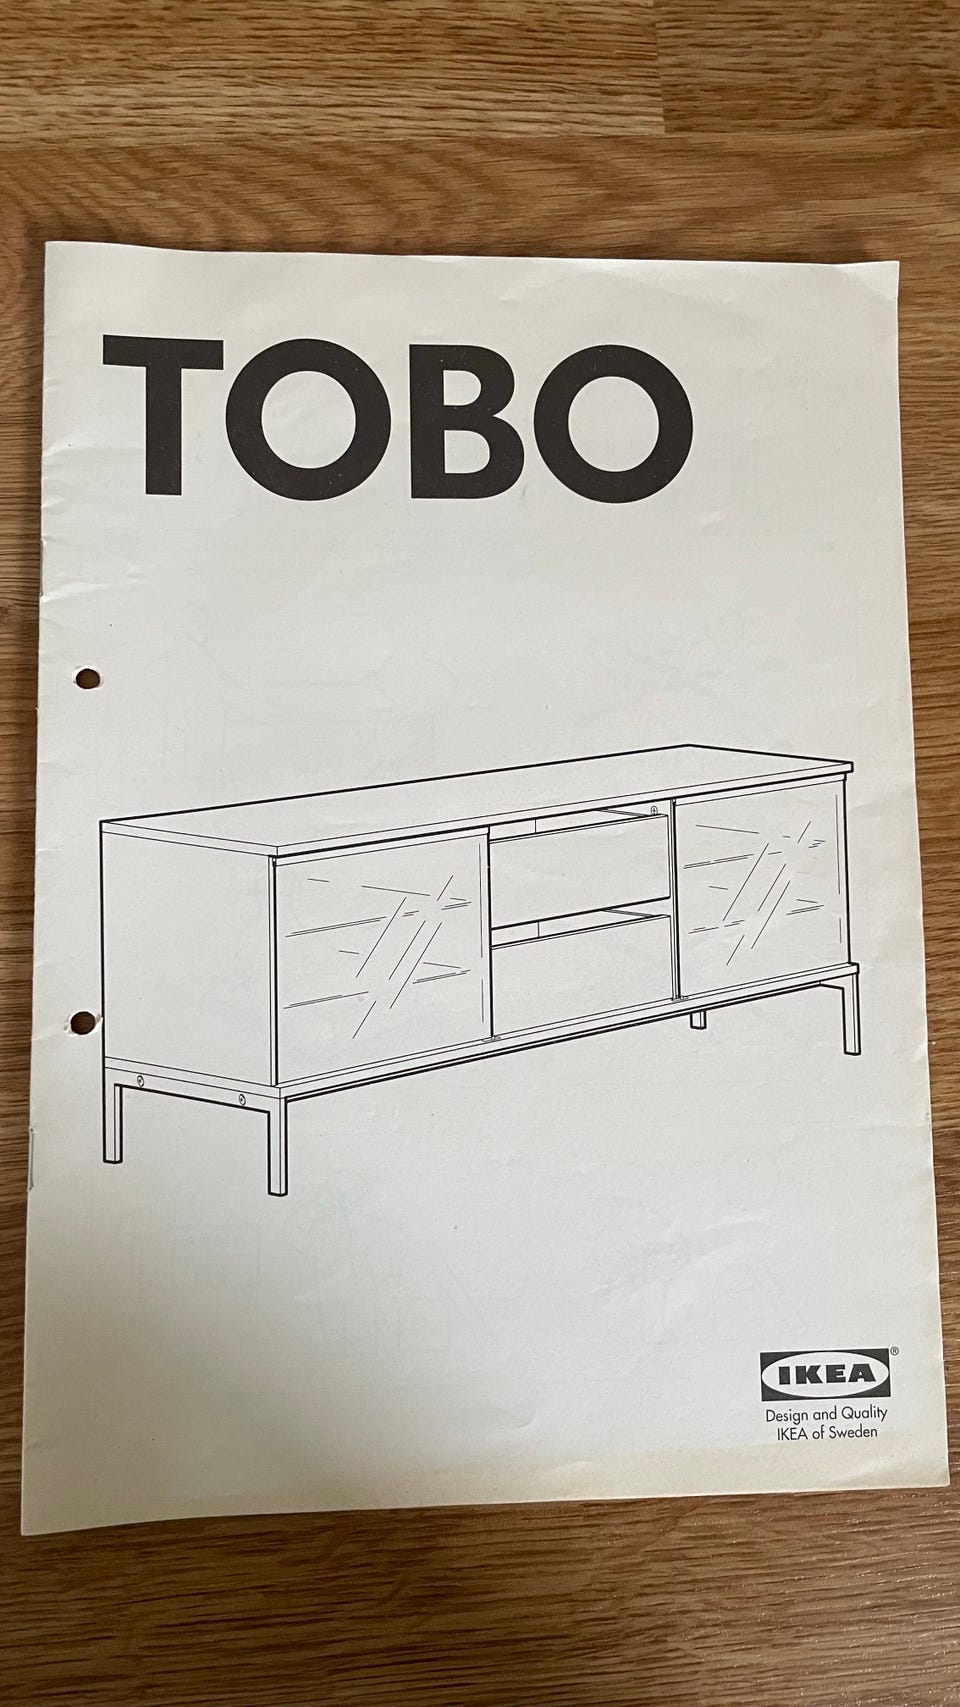 TOBO
IKEA®
Design and Quality
IKEA of Sweden